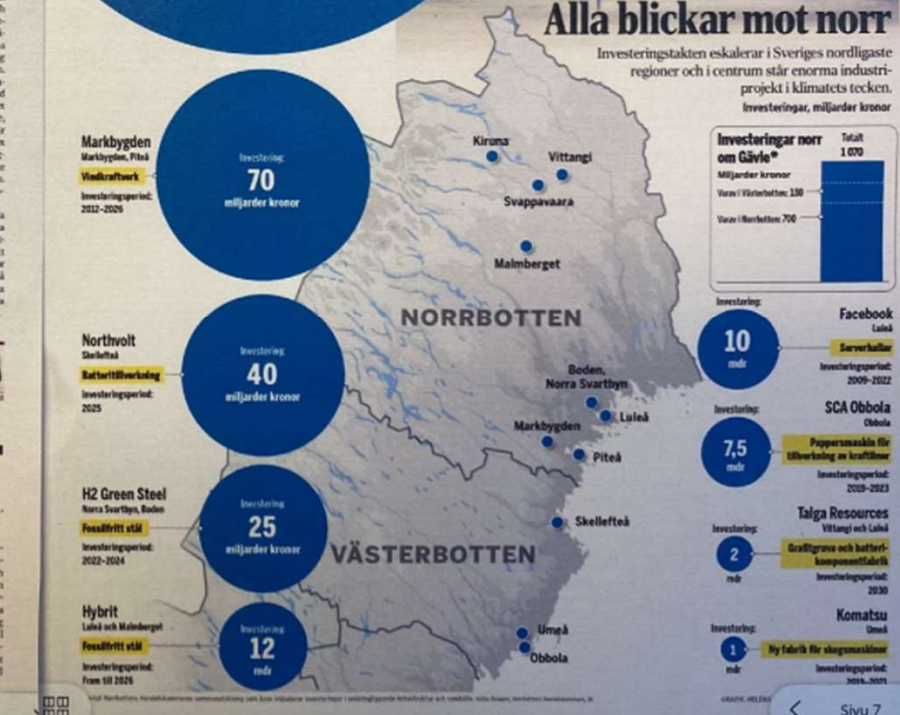 Alla blickar mot norr
Investeringstakten eskalerar i Sveriges nordligaste
regioner och i centrum står enorma industri-
projekt i klimatets tecken.
Investeringar, miljarder kronor
Investeringar norr
om Gävle*
Miljarder kronor
Totalt
1 070
Varav i Västerbotten: 130
Varav i Norrbotten: 700
Markbygden
Markbygden, Piteå
Vindkraftverk
Investeringsperiod:
2012–2026
Investering:
70
miljarder kronor
Northvolt
Skellefteå
Batteritillverkning
Investeringsperiod:
2025
Investering:
40
miljarder kronor
H2 Green Steel
Norra Svartbyn, Boden
Fossilfritt stål
Investeringsperiod:
2022–2024
Investering:
25
miljarder kronor
Hybrit
Luleå och Malmberget
Fossilfritt stål
Investeringsperiod:
Fram till 2026
Investering:
12
mdr
Kiruna
Vittangi
Svappavaara
Malmberget
NORRBOTTEN
Boden,
Norra Svartbyn
Luleå
Markbygden
Piteå
Skellefteå
VÄSTERBOTTEN
Umeå
Obbola
Investering:
10
mdr
Facebook
Luleå
Serverhallar
Investeringsperiod:
2009–2022
Investering:
7,5
mdr
SCA Obbola
Obbola
Pappersmaskin för
tillverkning av kraftliner
Investeringsperiod:
2019–2023
Investering:
2
mdr
Talga Resources
Vittangi och Luleå
Grafitgruva och batteri-
komponentfabrik
Investeringsperiod:
2030
Investering:
1
mdr
Komatsu
Umeå
Ny fabrik för skogsmaskiner
Investeringsperiod:
2018–2021
Sivu 7